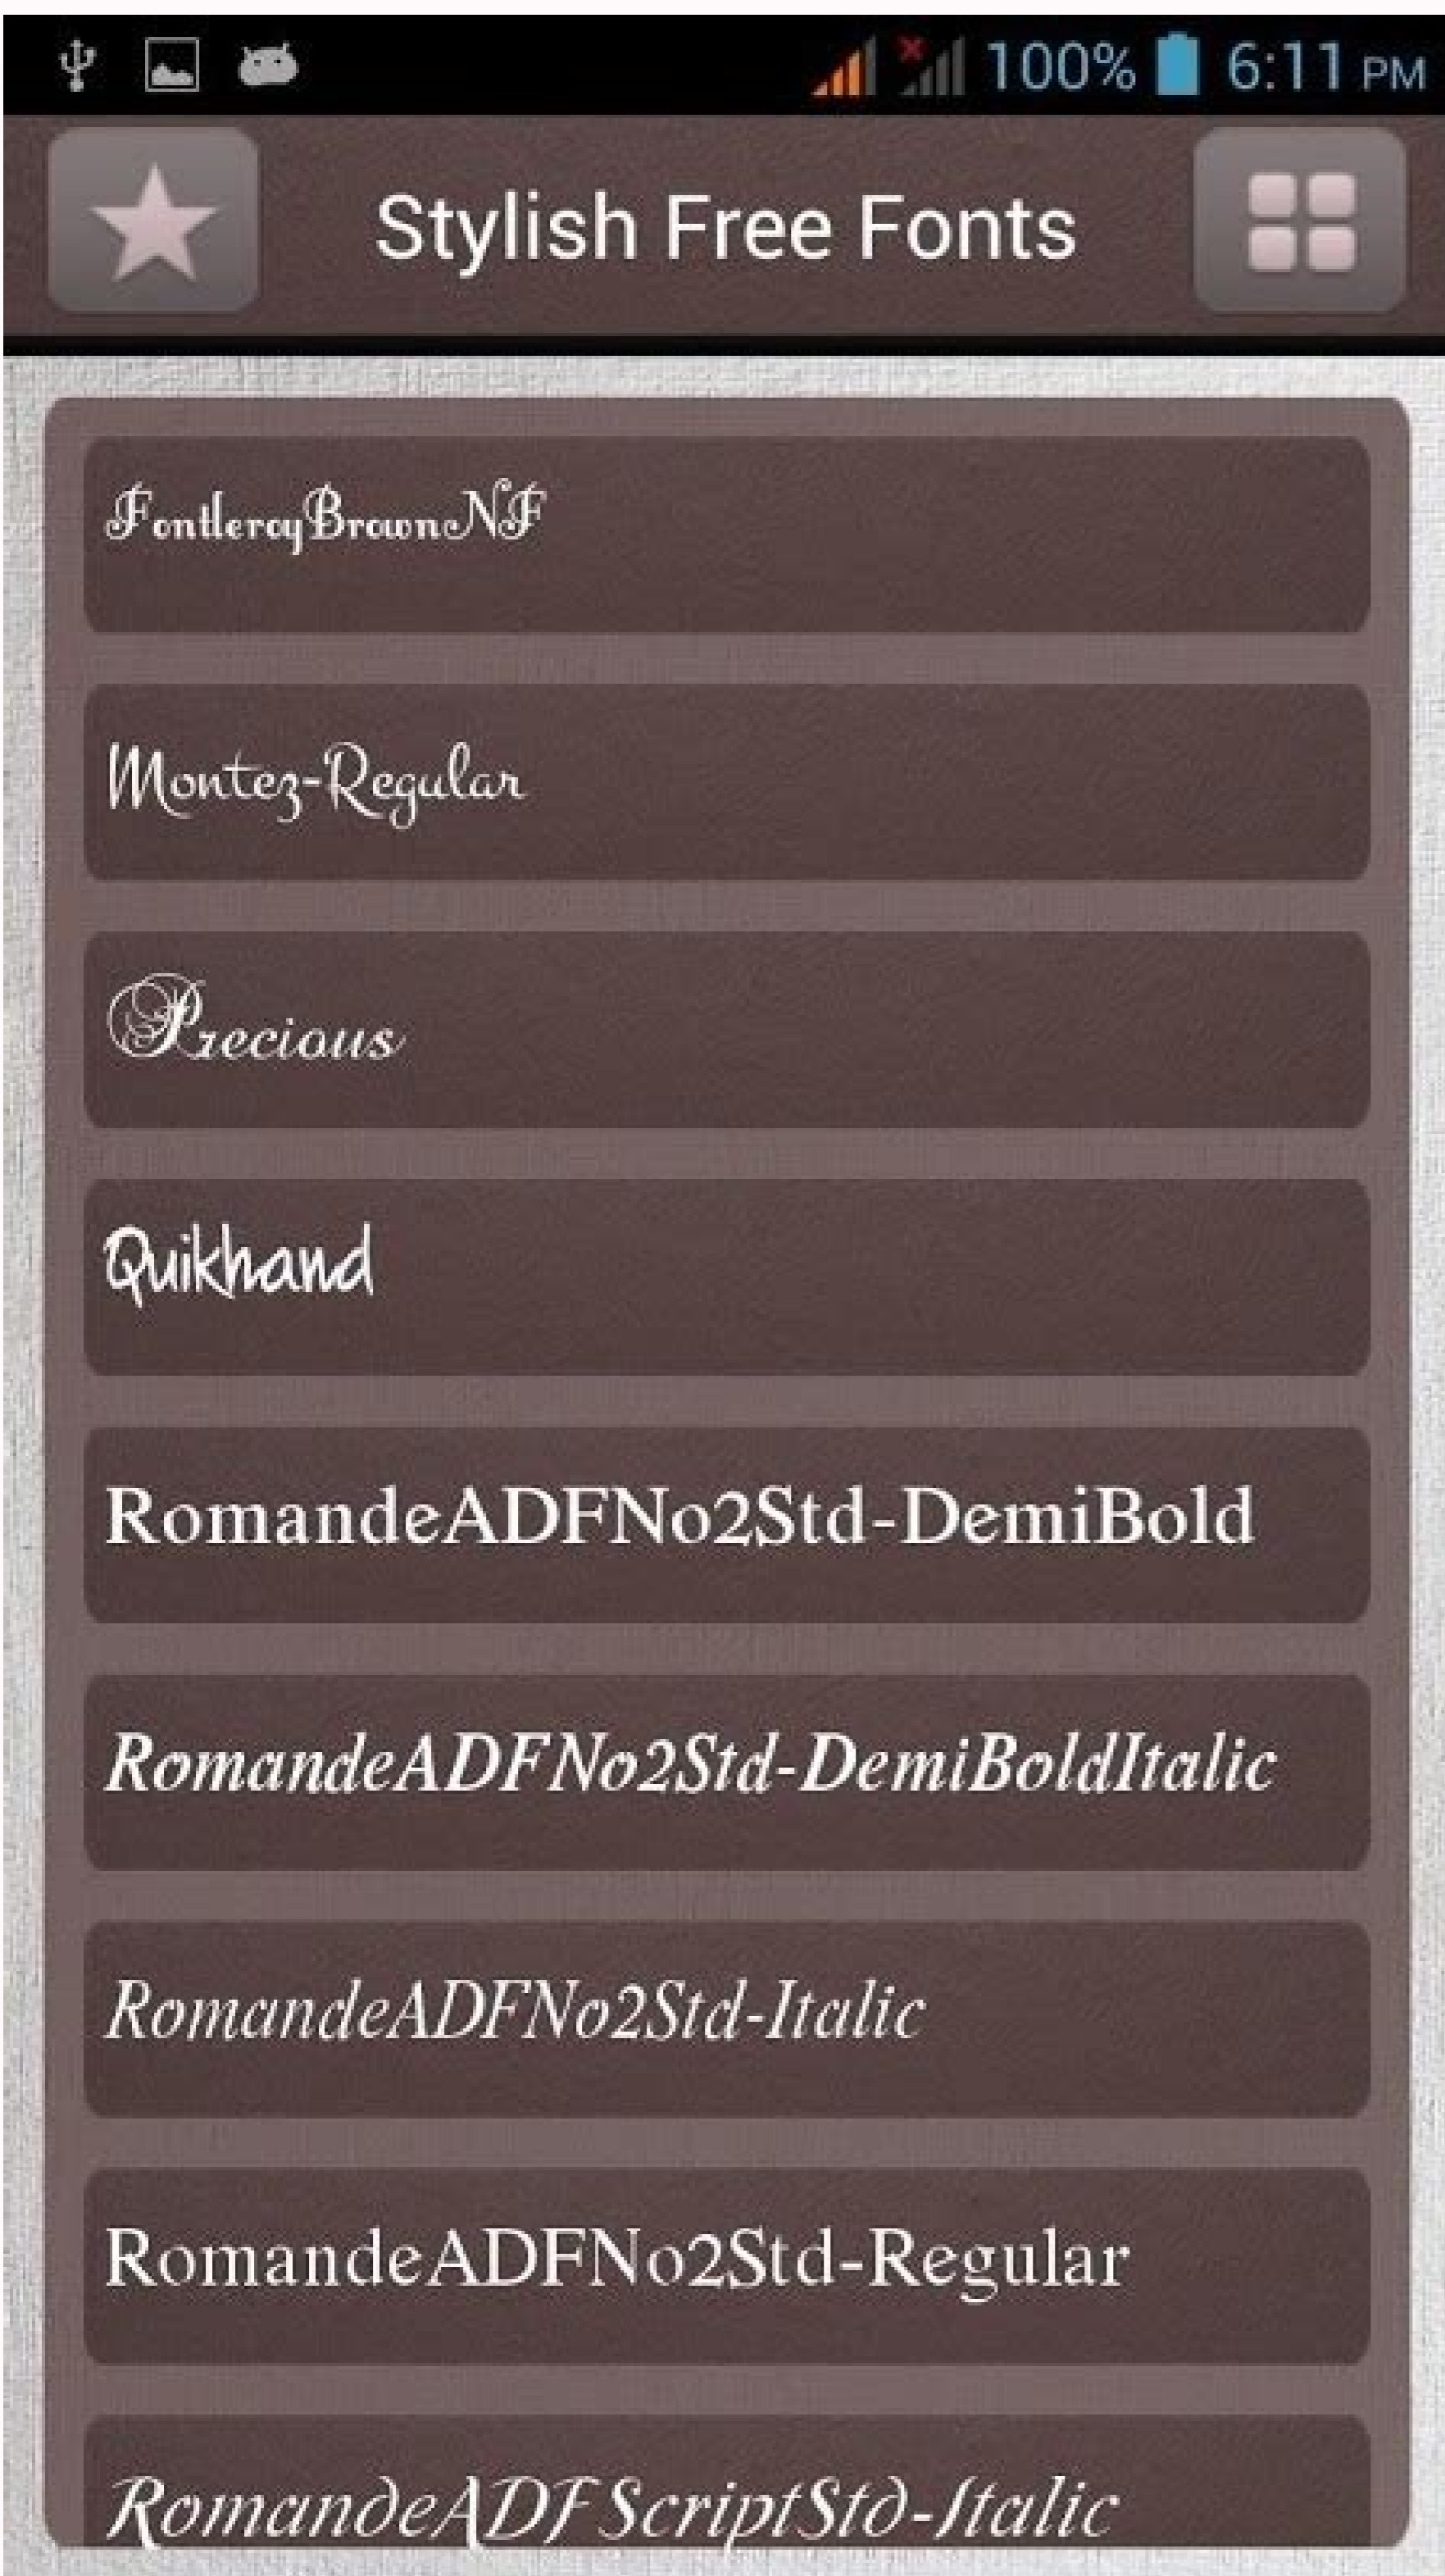 100% 6:11 PM
Stylish Free Fonts
FontleroyBrownNF
Montez-Regular
Precious
Quikhand
RomandeADFNo2Std-DemiBold
RomandeADFNo2Std-DemiBoldItalic
RomandeADFNo2Std-Italic
RomandeADFNo2Std-Regular
RomandeADFScriptStd-Italic